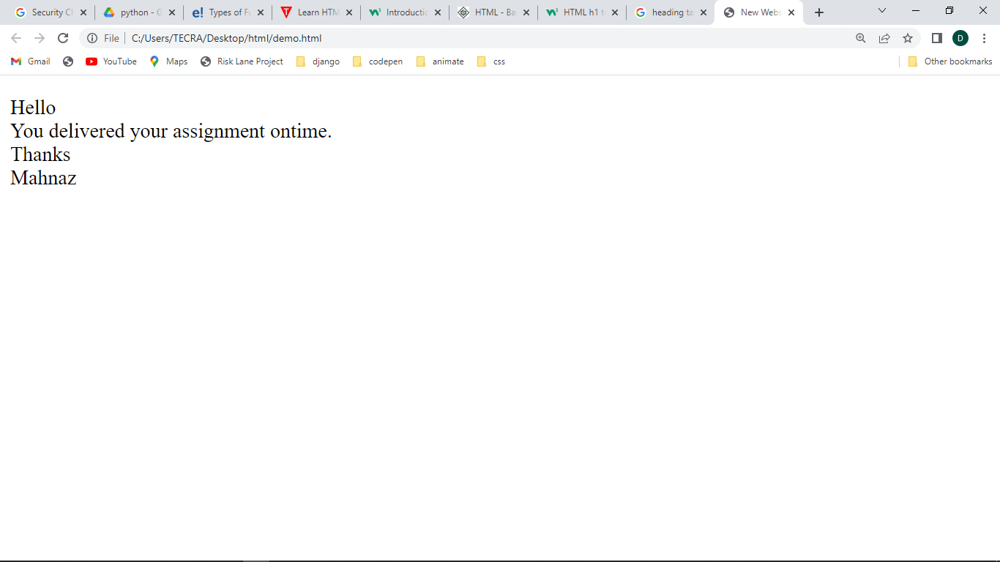 Security Cl
python - G
e! Types of Fu
T Learn HTM
Introductio
HTML - Ba
HTML h1 t
G heading ta
New Webs
File C:/Users/TECRA/Desktop/html/demo.html
D
Gmail YouTube Maps Risk Lane Project django codepen animate css Other bookmarks
Hello
You delivered your assignment ontime.
Thanks
Mahnaz